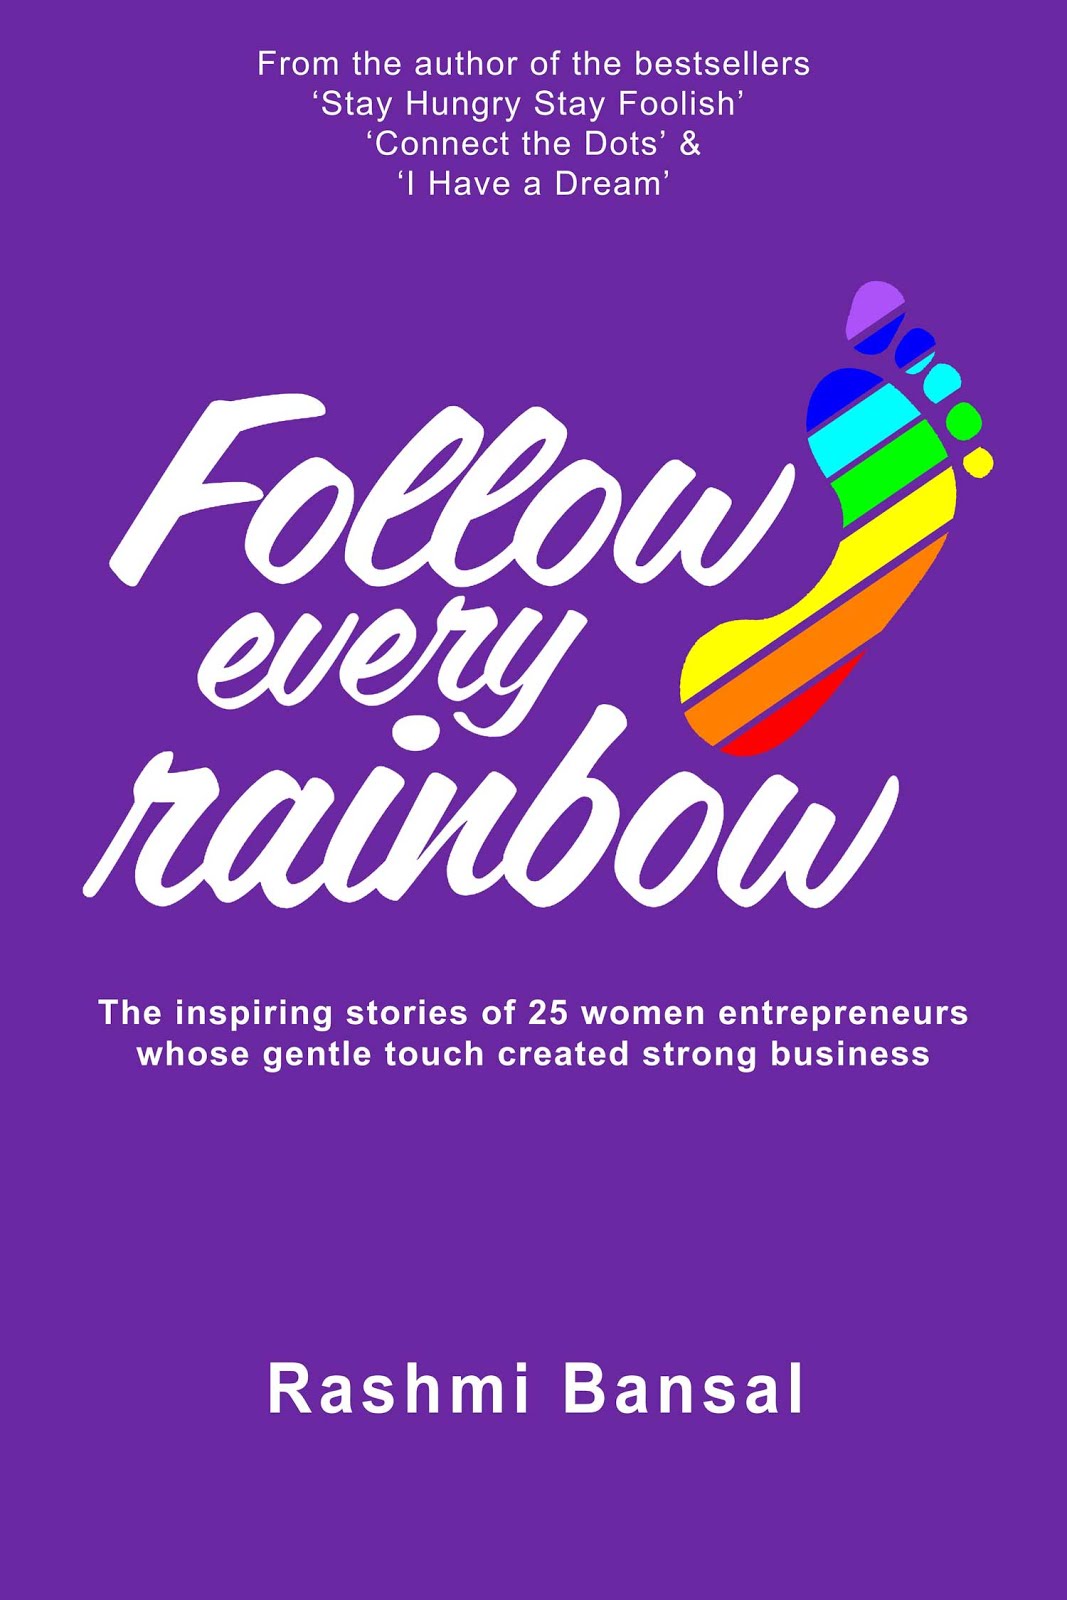 From the author of the bestsellers
‘Stay Hungry Stay Foolish’
‘Connect the Dots’ &
‘I Have a Dream’
Follow
every
rainbow
The inspiring stories of 25 women entrepreneurs
whose gentle touch created strong business
Rashmi Bansal